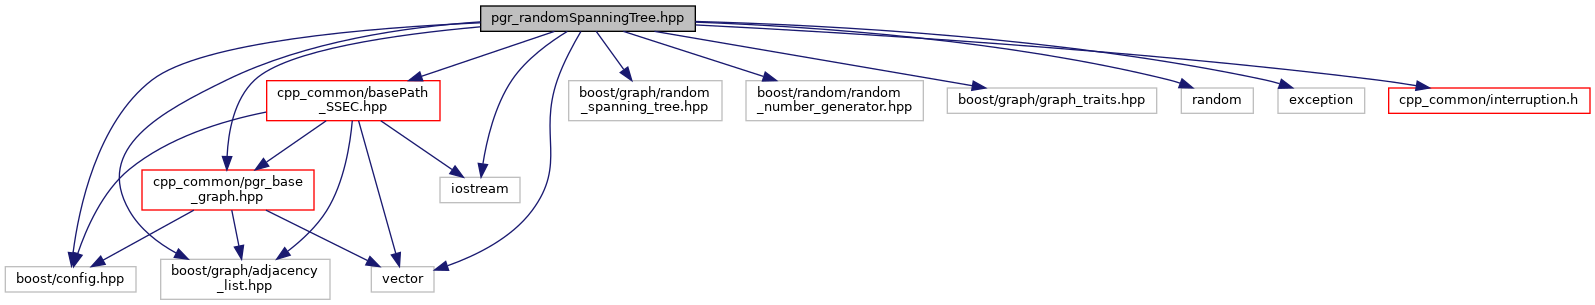 pgr_randomSpanningTree.hpp
cpp_common/basePath
_SSEC.hpp
boost/graph/random
_spanning_tree.hpp
boost/random/random
_number_generator.hpp
boost/graph/graph_traits.hpp
random
exception
cpp_common/interruption.h
cpp_common/pgr_base
_graph.hpp
iostream
boost/config.hpp
boost/graph/adjacency
_list.hpp
vector